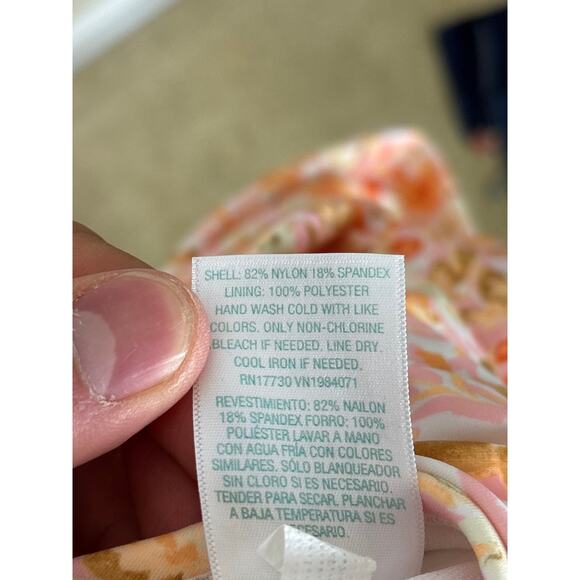 SHELL: 82% NYLON 18% SPANDEX
LINING: 100% POLYESTER
HAND WASH COLD WITH LIKE
COLORS. ONLY NON-CHLORINE
BLEACH IF NEEDED. LINE DRY.
COOL IRON IF NEEDED.
RN17730 VN1984071
REVESTIMIENTO: 82% NAILON
18% SPANDEX FORRO: 100%
POLIÉSTER LAVAR A MANO
CON AGUA FRÍA CON COLORES
SIMILARES. SÓLO BLANQUEADOR
SIN CLORO SI ES NECESARIO.
TENDER PARA SECAR, PLANCHAR
A BAJA TEMPERATURA SI ES
NECESARIO.